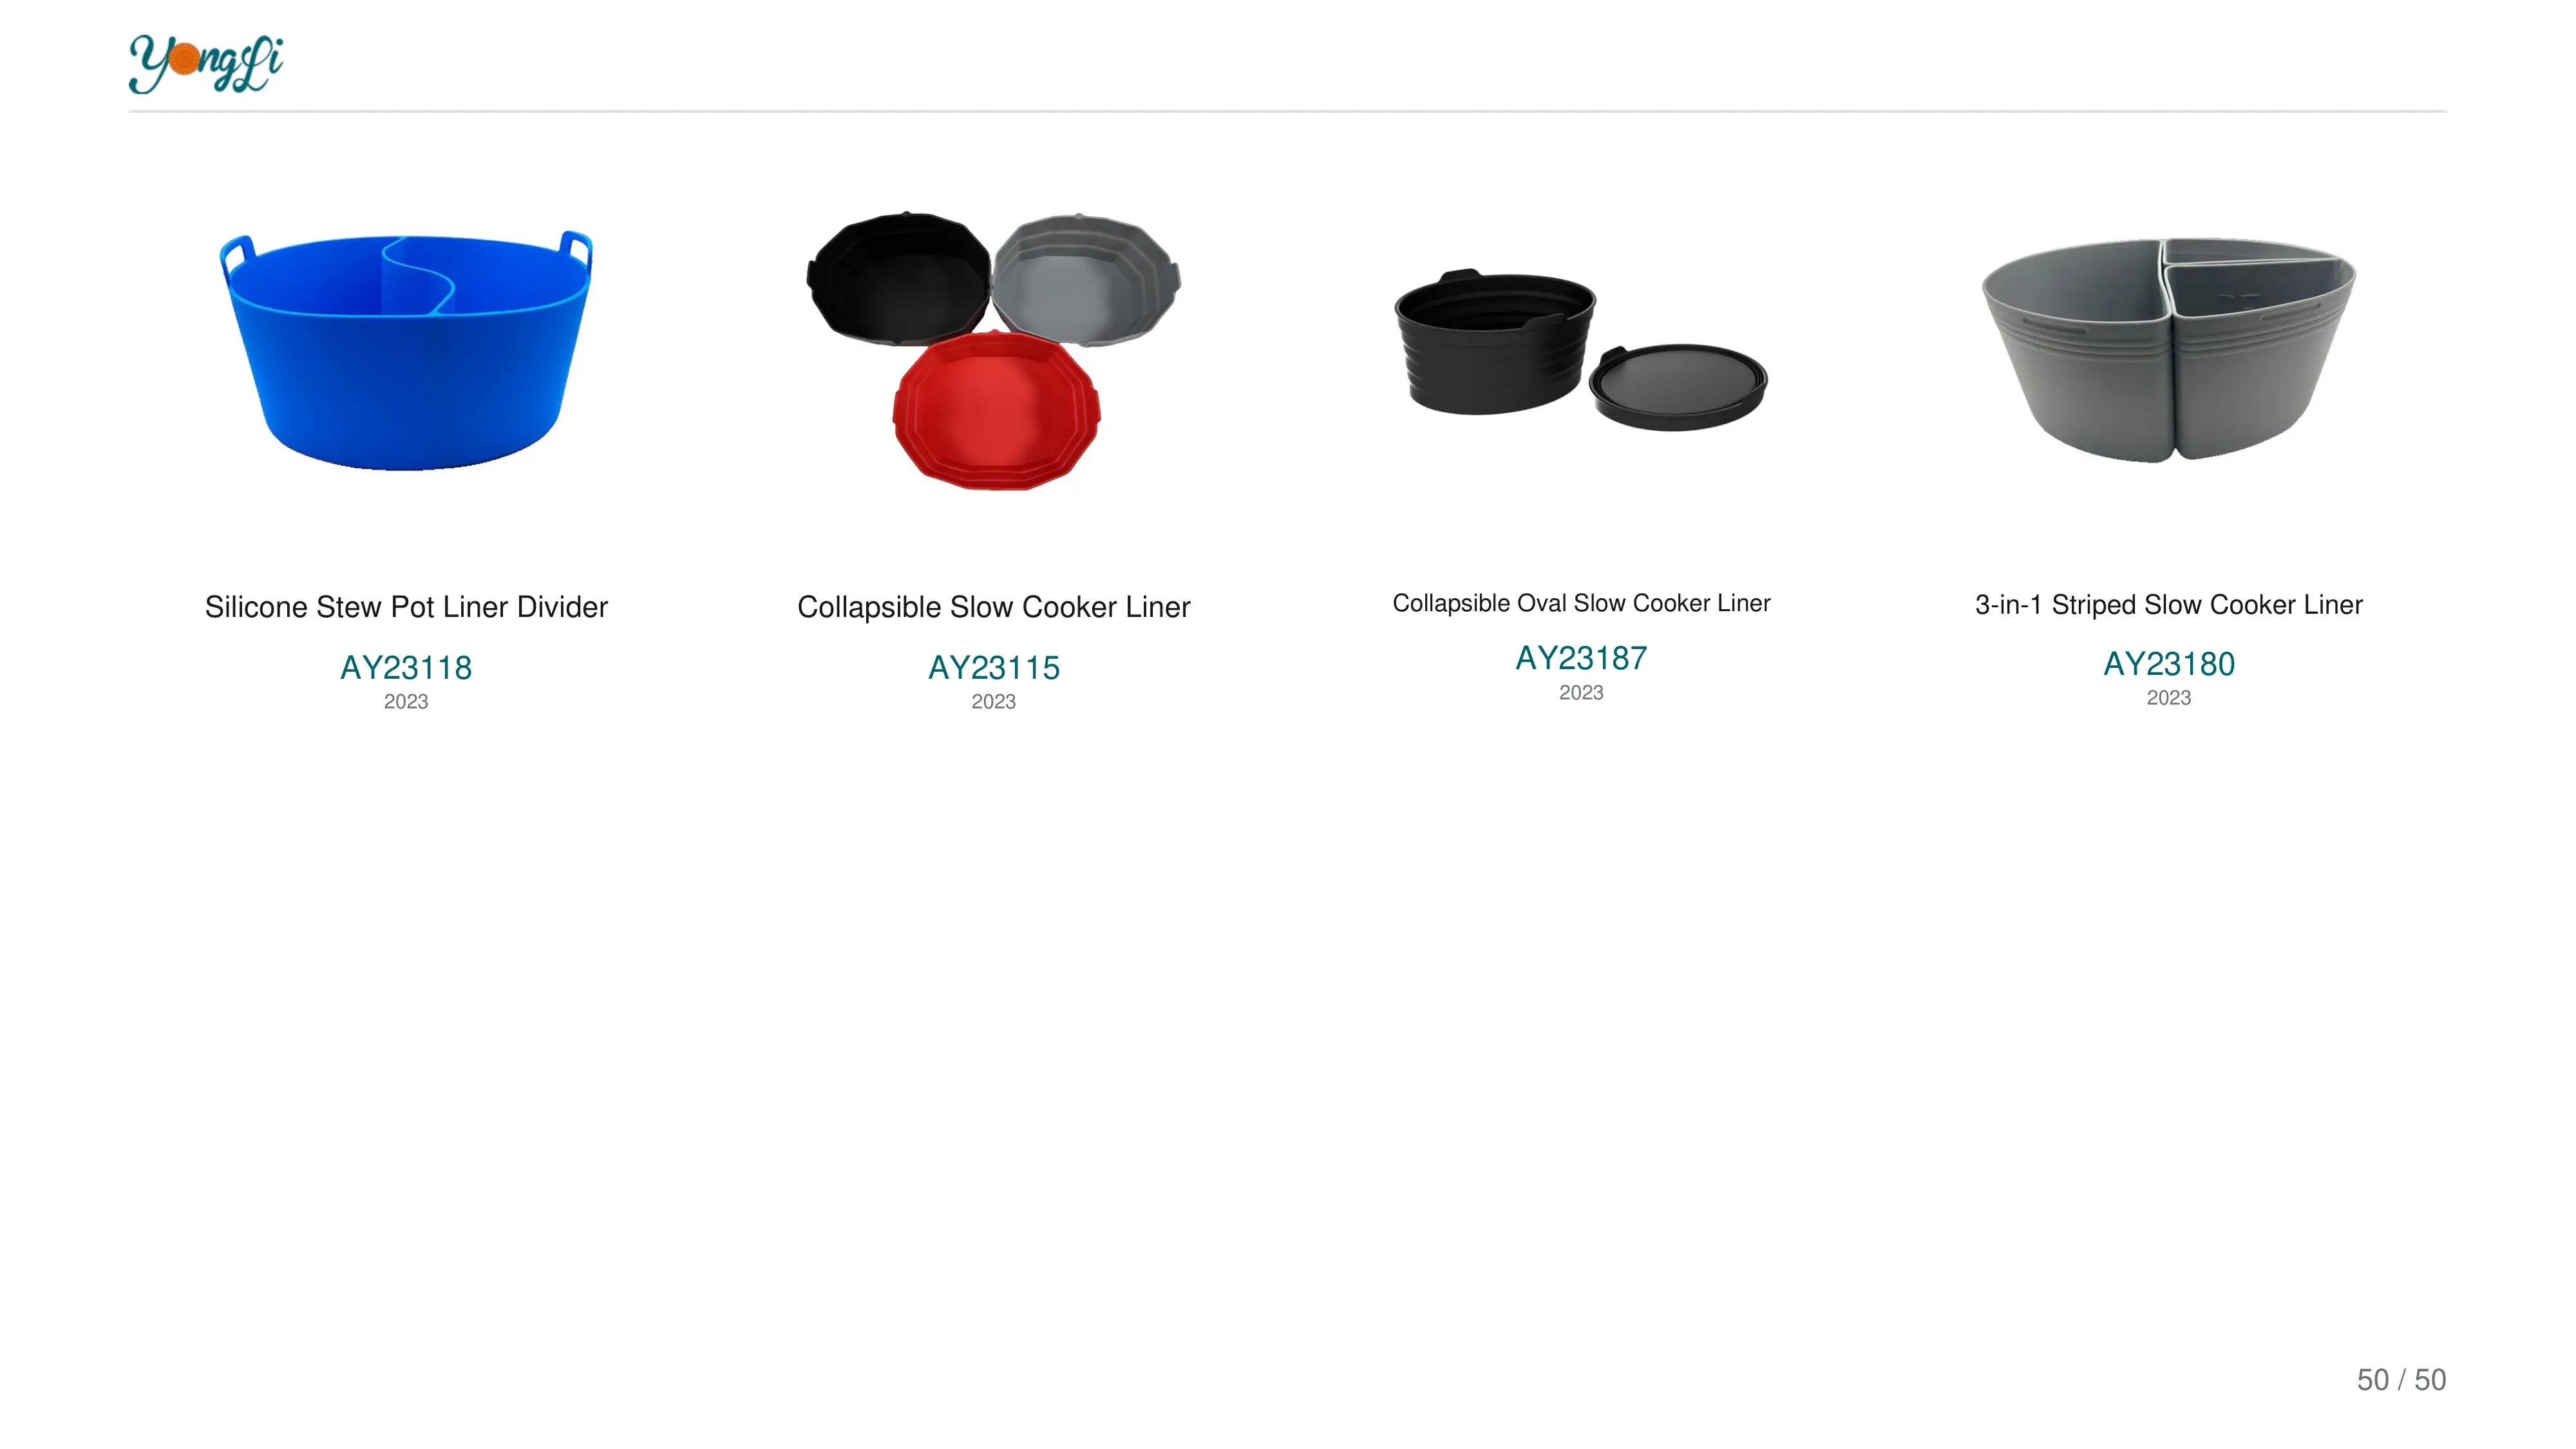 YongLi
Silicone Stew Pot Liner Divider
AY23118
2023
Collapsible Slow Cooker Liner
AY23115
2023
Collapsible Oval Slow Cooker Liner
AY23187
2023
3-in-1 Striped Slow Cooker Liner
AY23180
2023
50 / 50